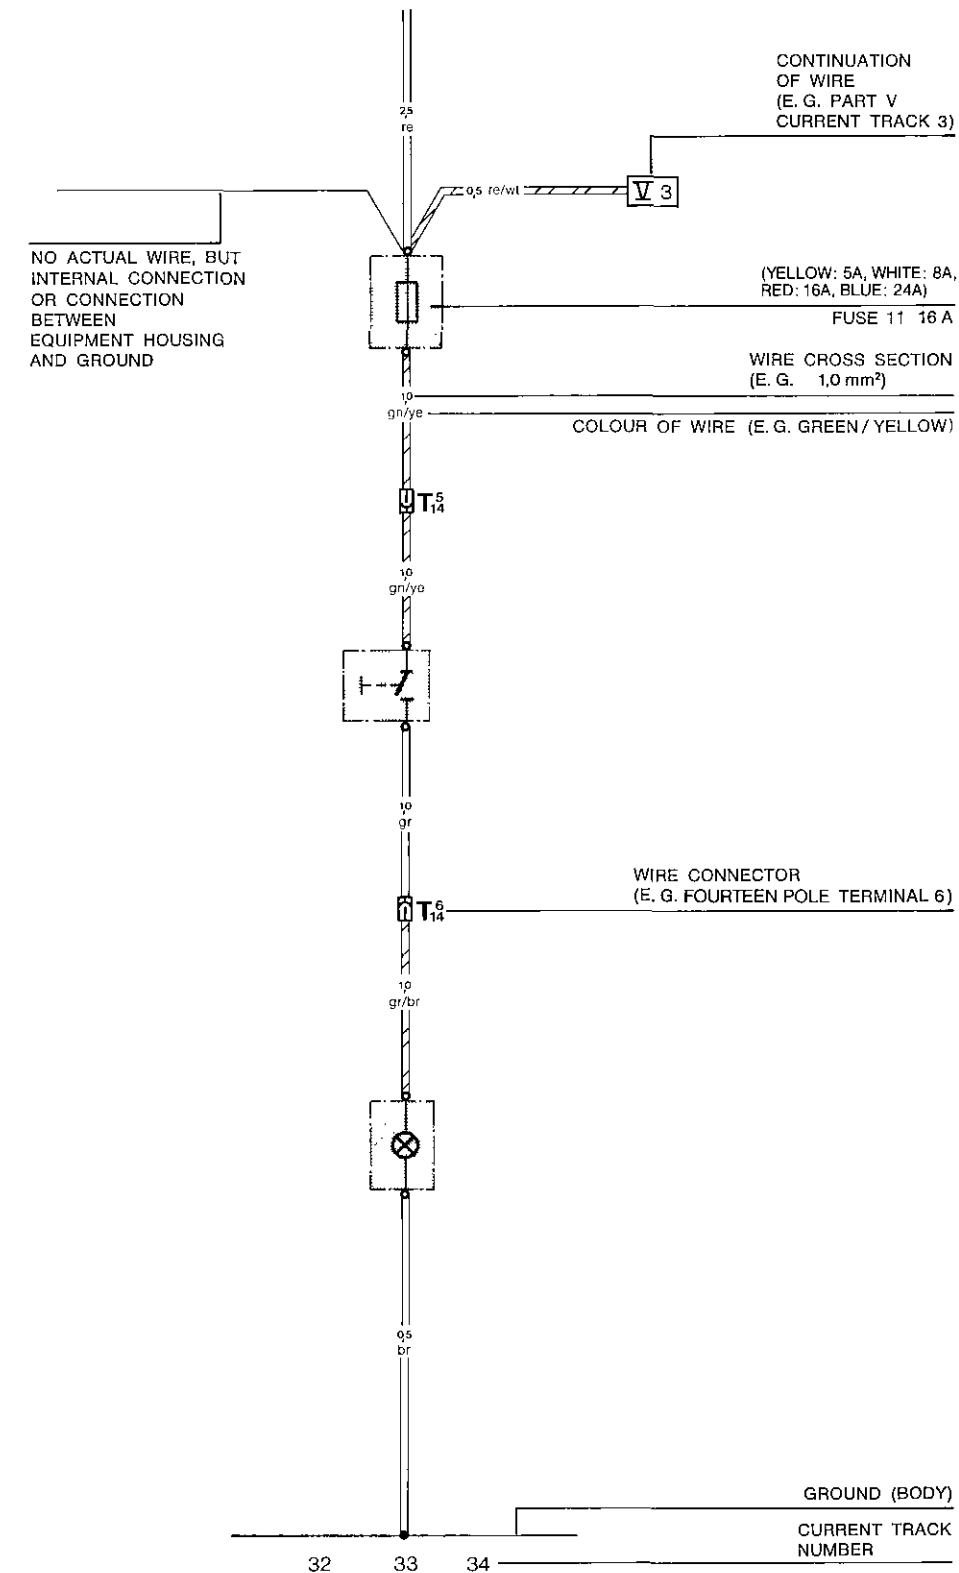 CONTINUATION
OF WIRE
(E. G. PART V
CURRENT TRACK 3)
2,5
re
0,5 re/wt
V 3
NO ACTUAL WIRE, BUT
INTERNAL CONNECTION
OR CONNECTION
BETWEEN
EQUIPMENT HOUSING
AND GROUND
(YELLOW: 5A, WHITE: 8A,
RED: 16A, BLUE: 24A)
FUSE 11 16 A
WIRE CROSS SECTION
(E. G. 1,0 mm²)
1,0
gn/ye
COLOUR OF WIRE (E. G. GREEN / YELLOW)
T 5
14
1,0
gn/ye
1,0
gr
WIRE CONNECTOR
(E. G. FOURTEEN POLE TERMINAL 6)
T 6
14
1,0
gr/br
0,5
br
GROUND (BODY)
CURRENT TRACK
NUMBER
32 33 34